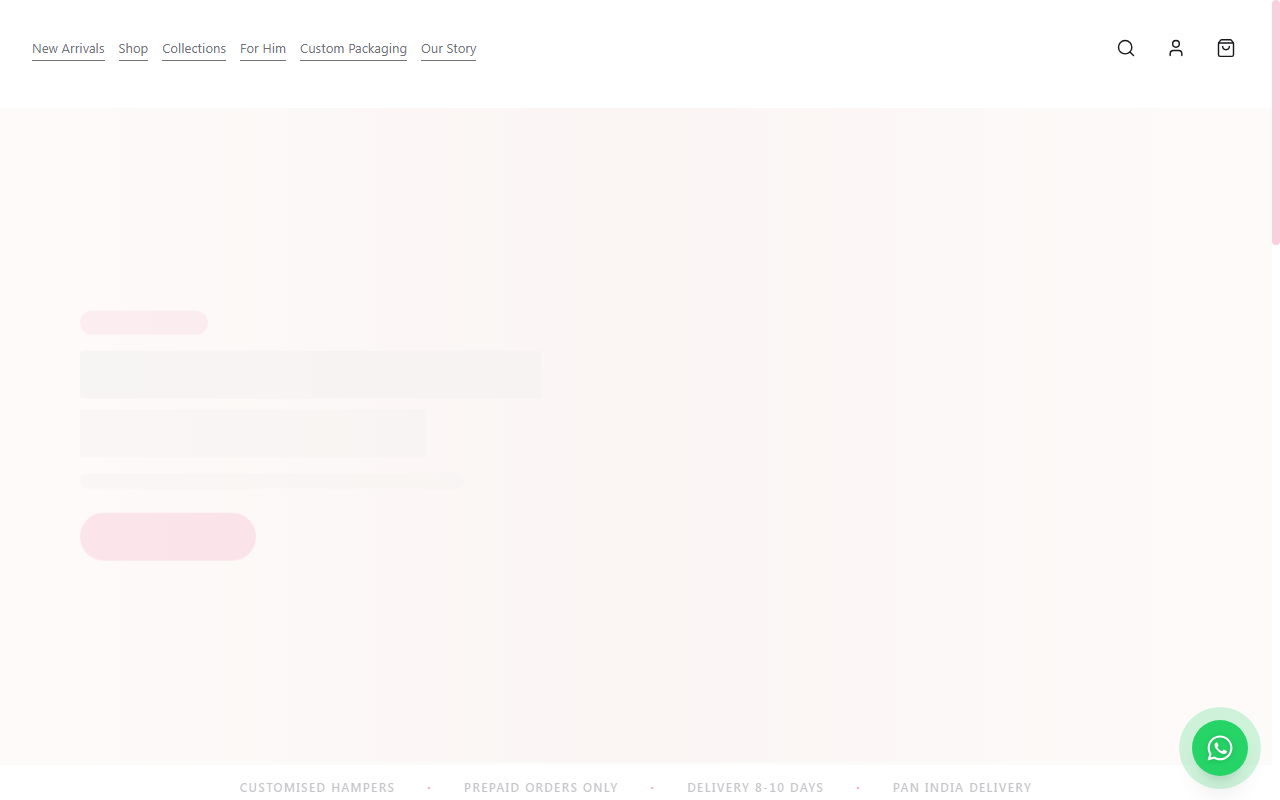 New Arrivals Shop Collections For Him Custom Packaging Our Story
CUSTOMISED HAMPERS · PREPAID ORDERS ONLY · DELIVERY 8-10 DAYS · PAN INDIA DELIVERY